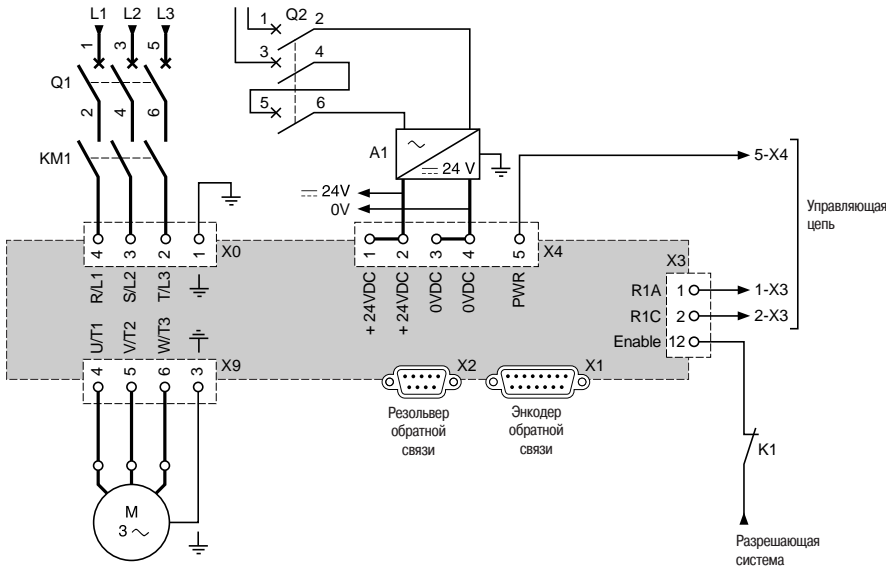 L1 L2 L3
1 3 5
Q1
2 4 6
KM1
1 Q2 2
3 4
5 6
A1
24 V
24V
0V
5-X4
Управляющая
цепь
4 3 2 1 X0
R/L1 S/L2 T/L3
1 2 3 4 5 X4
+24VDC +24VDC 0VDC 0VDC PWR
X3
R1A 1 1-X3
R1C 2 2-X3
Enable 12
U/T1 V/T2 W/T3
4 5 6 3 X9
X2
X1
Резольвер
обратной
связи
Энкодер
обратной
связи
K1
M
3
Разрешающая
система